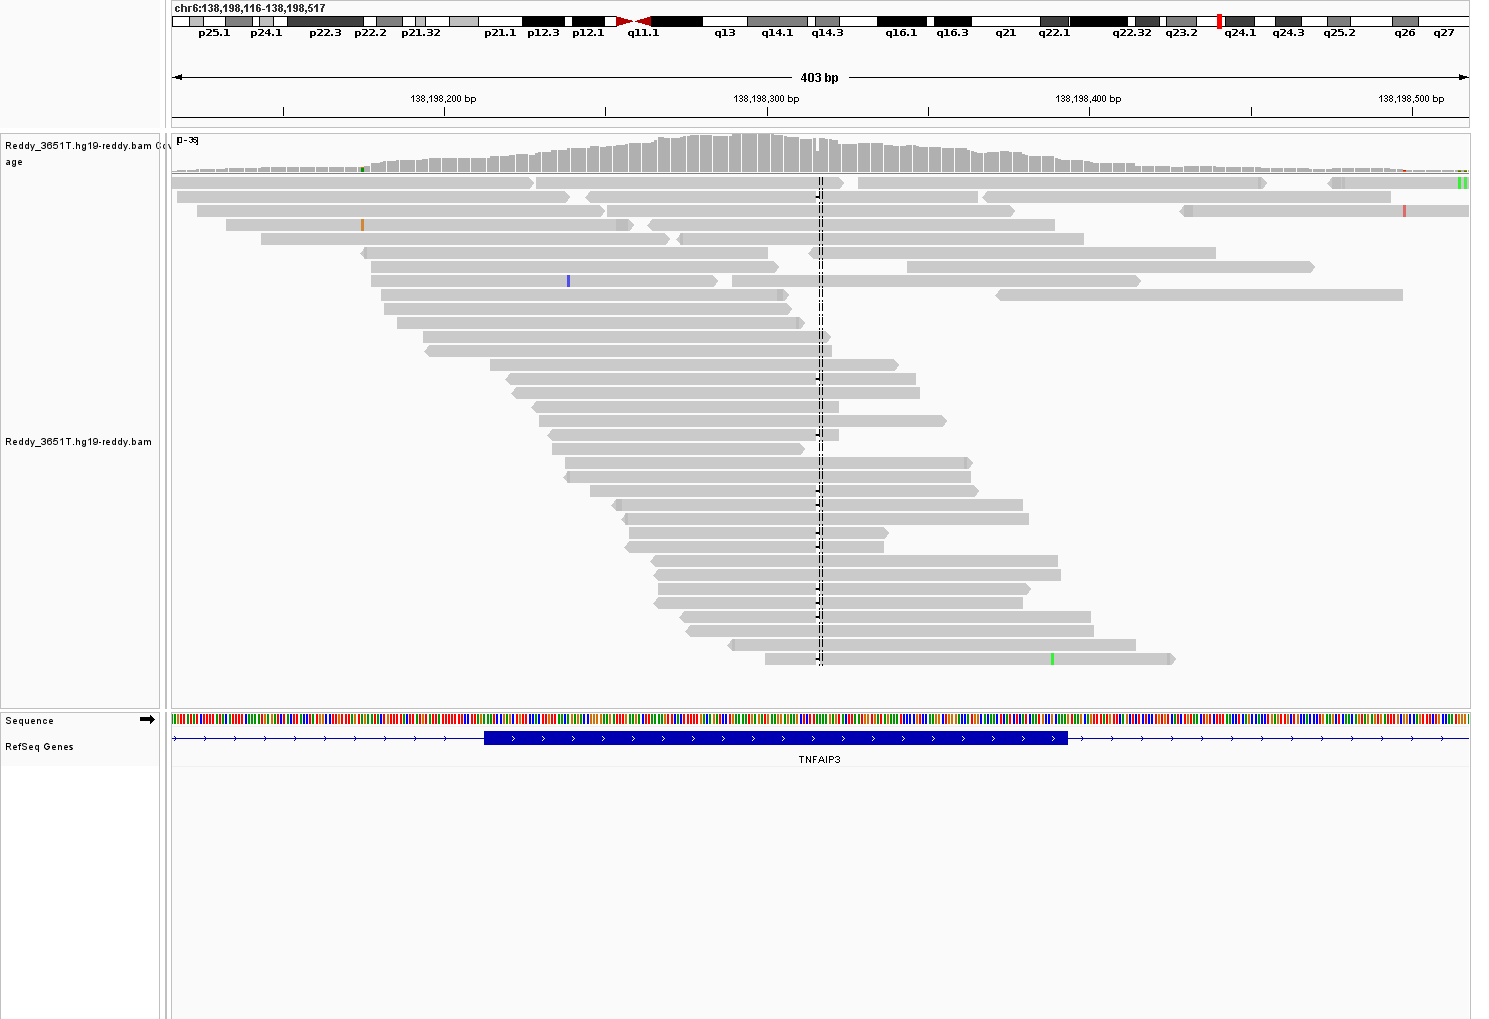 chr6:138,198,116-138,198,517
p25.1 p24.1 p22.3 p22.2 p21.32 p21.1 p12.3 p12.1 q11.1 q13 q14.1 q14.3 q16.1 q16.3 q21 q22.1 q22.32 q23.2 q24.1 q24.3 q25.2 q26 q27
403 bp
138,198,200 bp 138,198,300 bp 138,198,400 bp 138,198,500 bp
Reddy_3651T.hg19-reddy.bam Cov
age
Reddy_3651T.hg19-reddy.bam
Sequence
RefSeq Genes
TNFAIP3